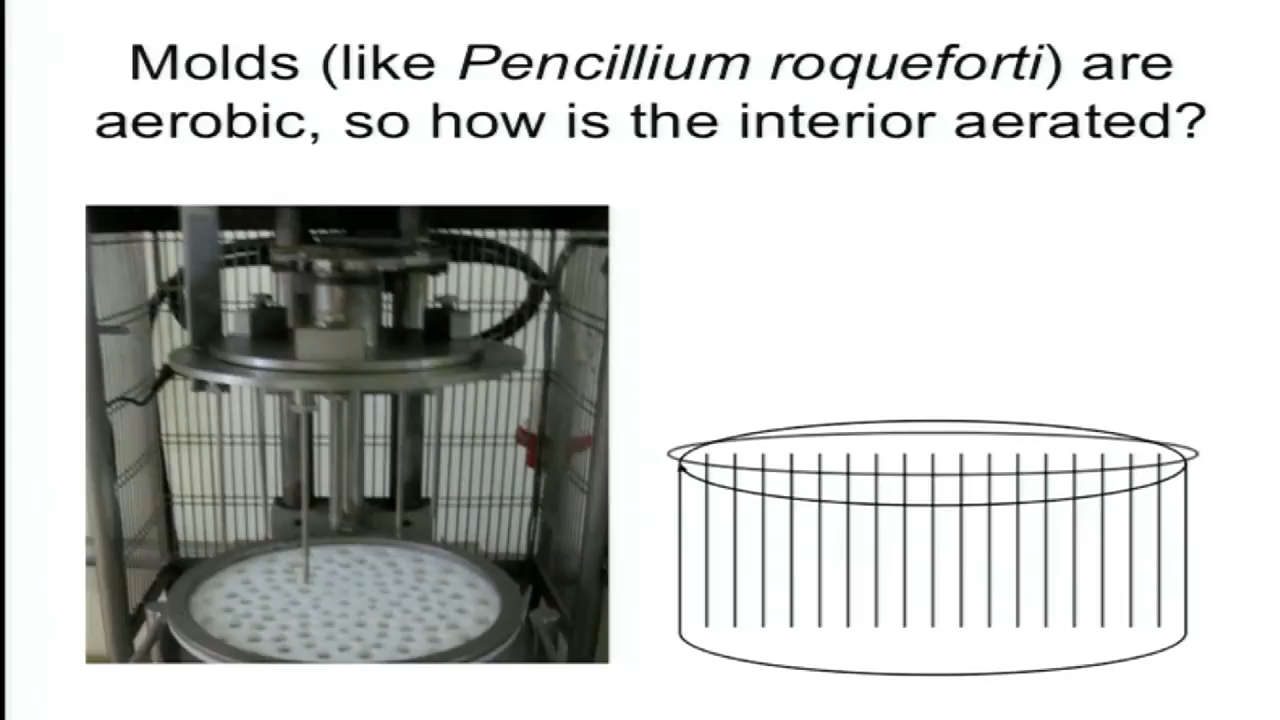 Molds (like Pencillium roqueforti) are
aerobic, so how is the interior aerated?